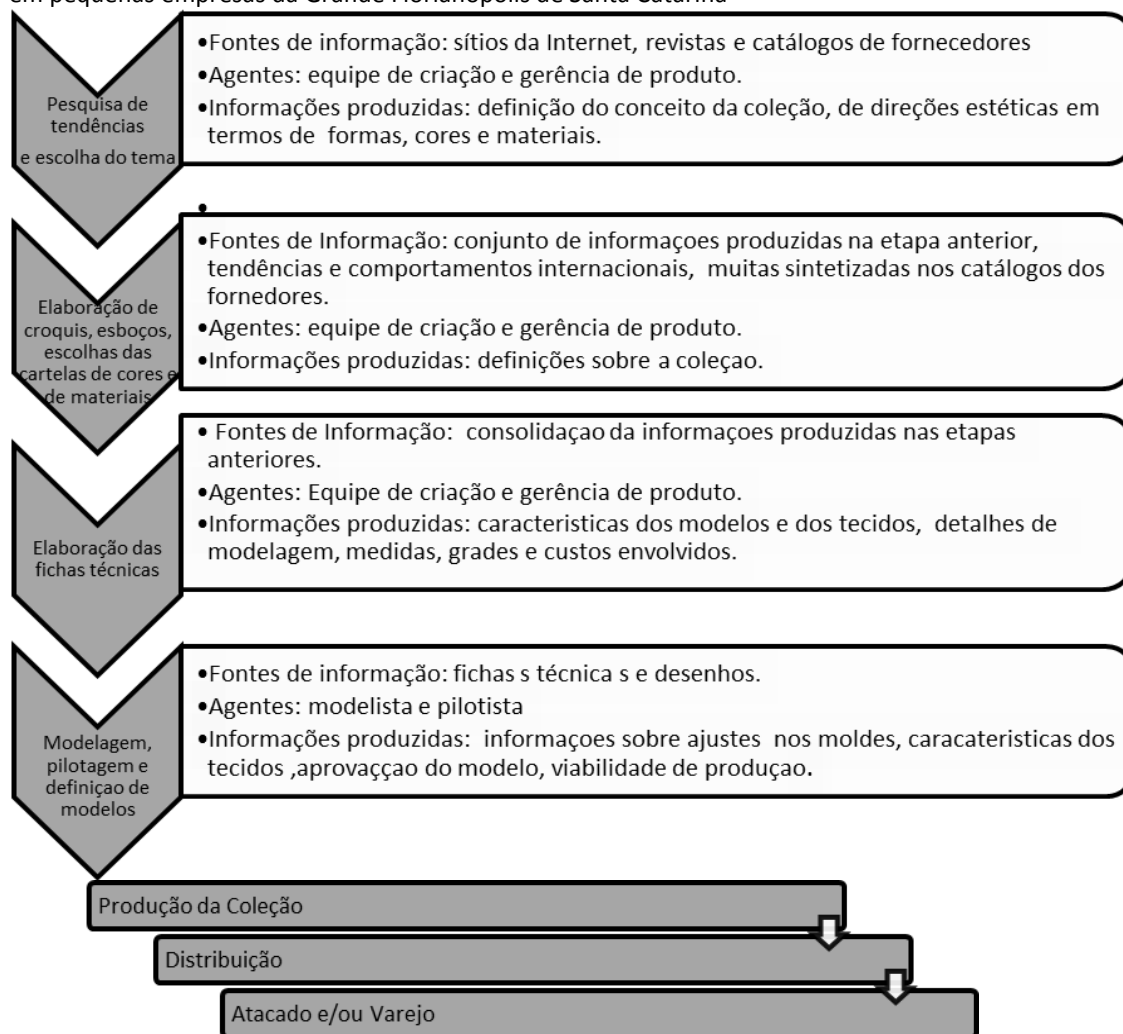 em pequenas empresas da Grande Florianópolis de Santa Catarina
Pesquisa de
tendências
e escolha do tema
•Fontes de informação: sítios da Internet, revistas e catálogos de fornecedores
•Agentes: equipe de criação e gerência de produto.
•Informações produzidas: definição do conceito da coleção, de direções estéticas em
termos de formas, cores e materiais.
•
Elaboração de
croquis, esboços,
escolhas das
cartelas de cores e
de materiais
•Fontes de Informação: conjunto de informaçoes produzidas na etapa anterior,
tendências e comportamentos internacionais, muitas sintetizadas nos catálogos dos
fornedores.
•Agentes: equipe de criação e gerência de produto.
•Informações produzidas: definições sobre a coleçao.
Elaboração das
fichas técnicas
• Fontes de Informação: consolidaçao da informaçoes produzidas nas etapas
anteriores.
•Agentes: Equipe de criação e gerência de produto.
•Informações produzidas: caracteristicas dos modelos e dos tecidos, detalhes de
modelagem, medidas, grades e custos envolvidos.
Modelagem,
pilotagem e
definiçao de
modelos
•Fontes de informação: fichas s técnica s e desenhos.
•Agentes: modelista e pilotista
•Informações produzidas: informaçoes sobre ajustes nos moldes, caracateristicas dos
tecidos ,aprovaççao do modelo, viabilidade de produçao.
Produção da Coleção
Distribuição
Atacado e/ou Varejo